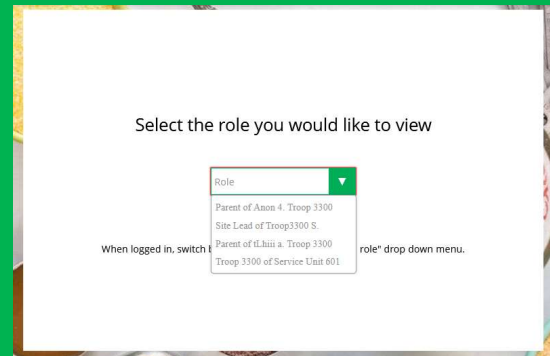 Select the role you would like to view
Role
Parent of Anon 4. Troop 3300
Site Lead of Troop3300 S.
Parent of tLhiii a. Troop 3300
Troop 3300 of Service Unit 601
When logged in, switch role" drop down menu.